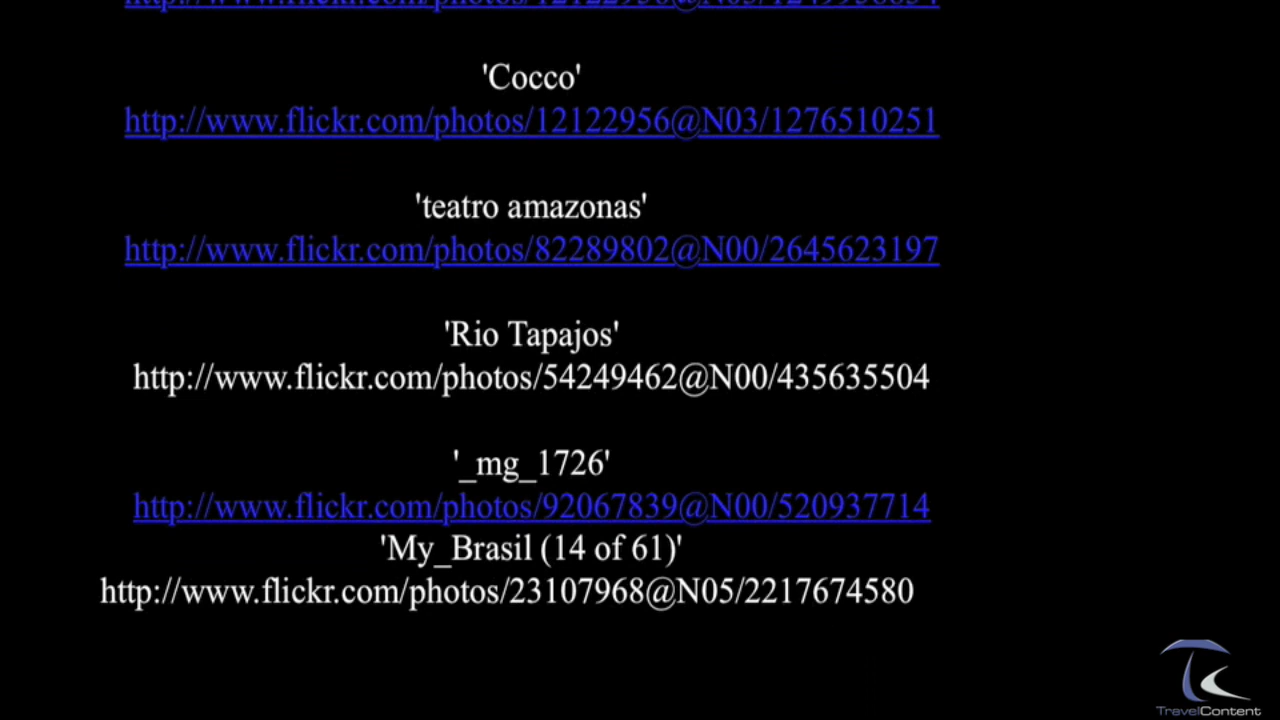 'Cocco'
http://www.flickr.com/photos/12122956@N03/1276510251
'teatro amazonas'
http://www.flickr.com/photos/82289802@N00/2645623197
'Rio Tapajos'
http://www.flickr.com/photos/54249462@N00/435635504
'_mg_1726'
http://www.flickr.com/photos/92067839@N00/520937714
'My_Brasil (14 of 61)'
http://www.flickr.com/photos/23107968@N05/2217674580
TravelContent